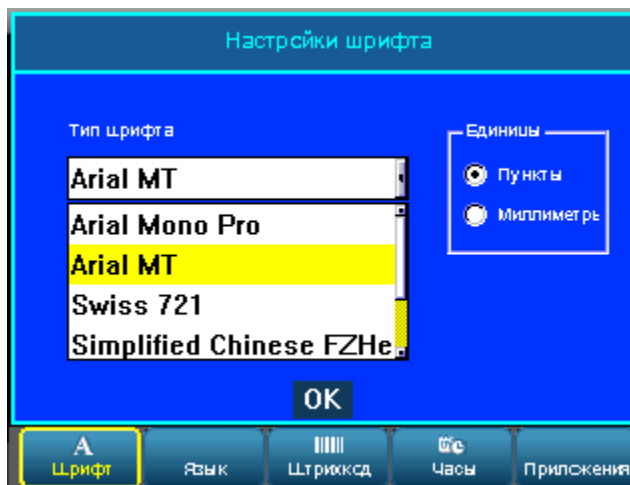 Настройки шрифта
Тип шрифта
Единицы
Arial MT
Пункты
Миллиметры
Arial Mono Pro
Arial MT
Swiss 721
Simplified Chinese FZHe
OK
A
Шрифт
Язык
Штрихкод
Часы
Приложения